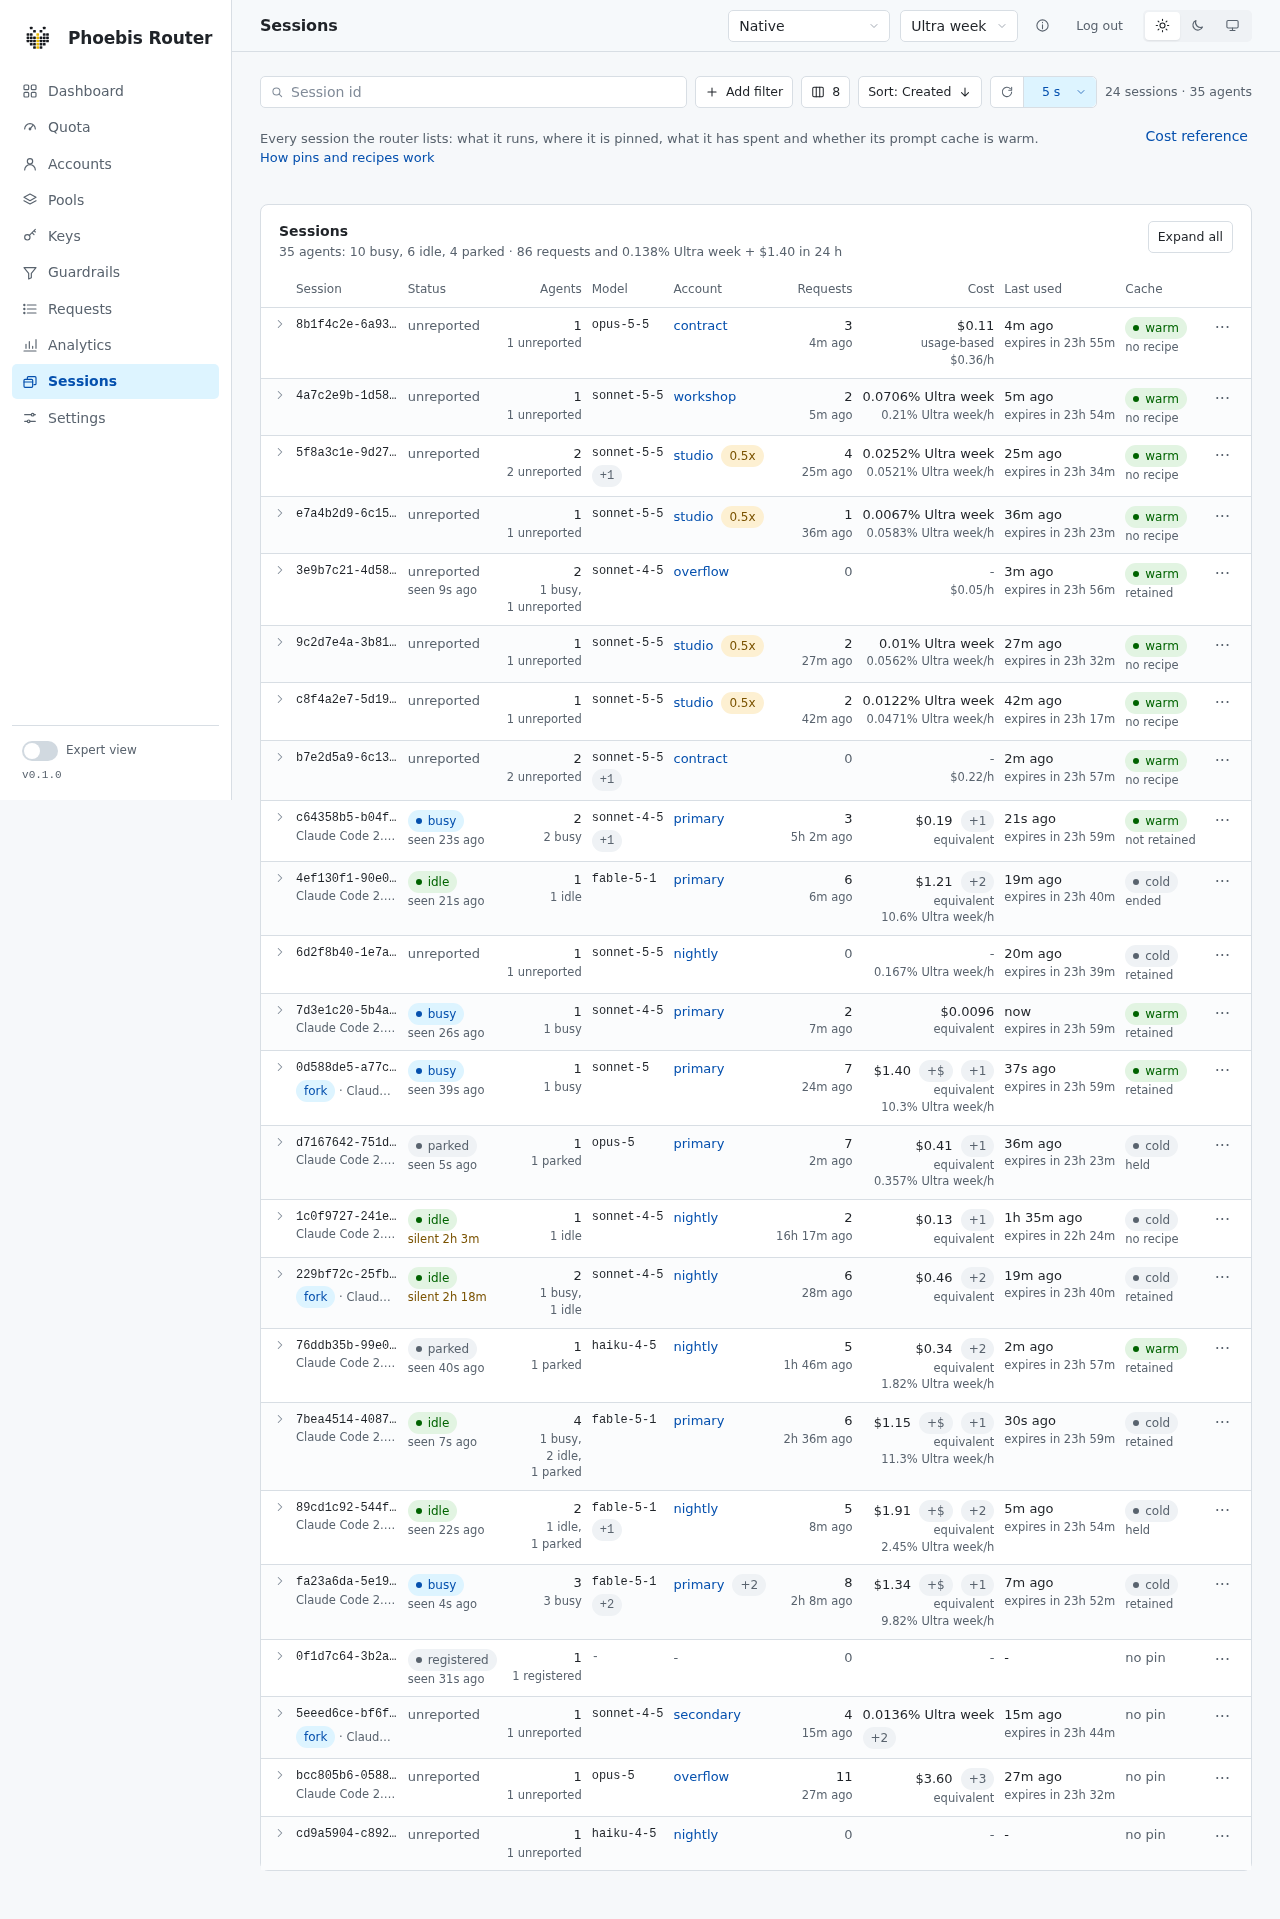 Phoebis Router
Dashboard
Quota
Accounts
Pools
Keys
Guardrails
Requests
Analytics
Sessions
Settings
Expert view
v0.1.0
Sessions
Native
Ultra week
Log out
Session id
Add filter
8
Sort: Created
5 s
24 sessions · 35 agents
Every session the router lists: what it runs, where it is pinned, what it has spent and whether its prompt cache is warm.
How pins and recipes work
Cost reference
Sessions
35 agents: 10 busy, 6 idle, 4 parked · 86 requests and 0.138% Ultra week + $1.40 in 24 h
Expand all
Session Status Agents Model Account Requests Cost Last used Cache
8b1f4c2e-6a93… unreported 1 opus-5-5 contract 3 $0.11 4m ago warm ···
1 unreported 4m ago usage-based expires in 23h 55m no recipe
$0.36/h
4a7c2e9b-1d58… unreported 1 sonnet-5-5 workshop 2 0.0706% Ultra week 5m ago warm ···
1 unreported 5m ago 0.21% Ultra week/h expires in 23h 54m no recipe
5f8a3c1e-9d27… unreported 2 sonnet-5-5 studio 0.5x 4 0.0252% Ultra week 25m ago warm ···
2 unreported +1 25m ago 0.0521% Ultra week/h expires in 23h 34m no recipe
e7a4b2d9-6c15… unreported 1 sonnet-5-5 studio 0.5x 1 0.0067% Ultra week 36m ago warm ···
1 unreported 36m ago 0.0583% Ultra week/h expires in 23h 23m no recipe
3e9b7c21-4d58… unreported 2 sonnet-4-5 overflow 0 - 3m ago warm ···
seen 9s ago 1 busy, $0.05/h expires in 23h 56m retained
1 unreported
9c2d7e4a-3b81… unreported 1 sonnet-5-5 studio 0.5x 2 0.01% Ultra week 27m ago warm ···
1 unreported 27m ago 0.0562% Ultra week/h expires in 23h 32m no recipe
c8f4a2e7-5d19… unreported 1 sonnet-5-5 studio 0.5x 2 0.0122% Ultra week 42m ago warm ···
1 unreported 42m ago 0.0471% Ultra week/h expires in 23h 17m no recipe
b7e2d5a9-6c13… unreported 2 sonnet-5-5 contract 0 - 2m ago warm ···
2 unreported +1 $0.22/h expires in 23h 57m no recipe
c64358b5-b04f… busy 2 sonnet-4-5 primary 3 $0.19 +1 21s ago warm ···
Claude Code 2.… seen 23s ago 2 busy +1 5h 2m ago equivalent expires in 23h 59m not retained
4ef130f1-90e0… idle 1 fable-5-1 primary 6 $1.21 +2 19m ago cold ···
Claude Code 2.… seen 21s ago 1 idle 6m ago equivalent expires in 23h 40m ended
10.6% Ultra week/h
6d2f8b40-1e7a… unreported 1 sonnet-5-5 nightly 0 - 20m ago cold ···
1 unreported 0.167% Ultra week/h expires in 23h 39m retained
7d3e1c20-5b4a… busy 1 sonnet-4-5 primary 2 $0.0096 now warm ···
Claude Code 2.… seen 26s ago 1 busy 7m ago equivalent expires in 23h 59m retained
0d588de5-a77c… busy 1 sonnet-5 primary 7 $1.40 +$ +1 37s ago warm ···
fork · Claud… seen 39s ago 1 busy 24m ago equivalent expires in 23h 59m retained
10.3% Ultra week/h
d7167642-751d… parked 1 opus-5 primary 7 $0.41 +1 36m ago cold ···
Claude Code 2.… seen 5s ago 1 parked 2m ago equivalent expires in 23h 23m held
0.357% Ultra week/h
1c0f9727-241e… idle 1 sonnet-4-5 nightly 2 $0.13 +1 1h 35m ago cold ···
Claude Code 2.… silent 2h 3m 1 idle 16h 17m ago equivalent expires in 22h 24m no recipe
229bf72c-25fb… idle 2 sonnet-4-5 nightly 6 $0.46 +2 19m ago cold ···
fork · Claud… silent 2h 18m 1 busy, 28m ago equivalent expires in 23h 40m retained
1 idle
76ddb35b-99e0… parked 1 haiku-4-5 nightly 5 $0.34 +2 2m ago warm ···
Claude Code 2.… seen 40s ago 1 parked 1h 46m ago equivalent expires in 23h 57m retained
1.82% Ultra week/h
7bea4514-4087… idle 4 fable-5-1 primary 6 $1.15 +$ +1 30s ago cold ···
Claude Code 2.… seen 7s ago 1 busy, 2h 36m ago equivalent expires in 23h 59m retained
2 idle, 11.3% Ultra week/h
1 parked
89cd1c92-544f… idle 2 fable-5-1 nightly 5 $1.91 +$ +2 5m ago cold ···
Claude Code 2.… seen 22s ago 1 idle, +1 8m ago equivalent expires in 23h 54m held
1 parked 2.45% Ultra week/h
fa23a6da-5e19… busy 3 fable-5-1 primary +2 8 $1.34 +$ +1 7m ago cold ···
Claude Code 2.… seen 4s ago 3 busy +2 2h 8m ago equivalent expires in 23h 52m retained
9.82% Ultra week/h
0f1d7c64-3b2a… registered 1 - - 0 - - no pin ···
seen 31s ago 1 registered
5eeed6ce-bf6f… unreported 1 sonnet-4-5 secondary 4 0.0136% Ultra week 15m ago no pin ···
fork · Claud… 1 unreported 15m ago +2 expires in 23h 44m
bcc805b6-0588… unreported 1 opus-5 overflow 11 $3.60 +3 27m ago no pin ···
Claude Code 2.… 1 unreported 27m ago equivalent expires in 23h 32m
cd9a5904-c892… unreported 1 haiku-4-5 nightly 0 - - no pin ···
1 unreported